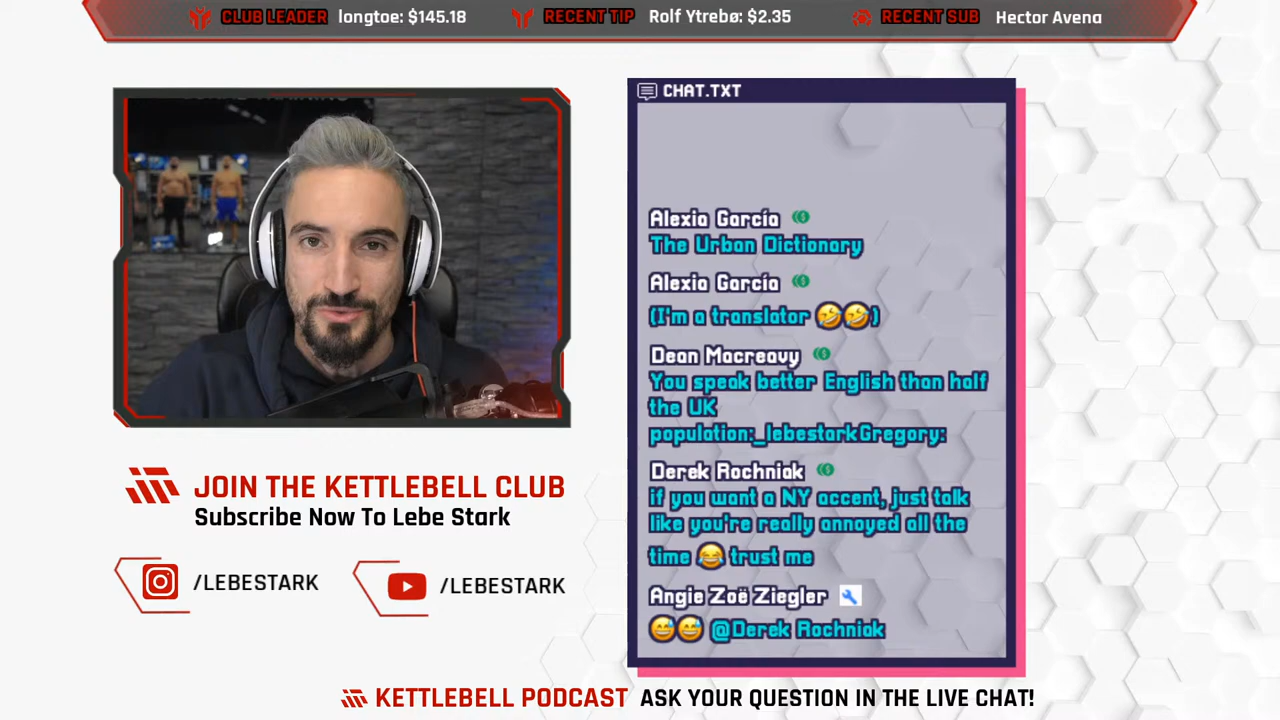 CLUB LEADER longtoe: $145.18 RECENT TIP Rolf Ytrebø: $2.35 RECENT SUB Hector Avena
CHAT.TXT
Alexia García
The Urban Dictionary
Alexia García
(I'm a translator 🤣🤣)
Dean Macreavy
You speak better English than half
the UK
population:_lebestarkGregory:
Derek Rochniak
if you want a NY accent, just talk
like you're really annoyed all the
time 😂 trust me
Angie Zoë Ziegler
😅😅 @Derek Rochniak
JOIN THE KETTLEBELL CLUB
Subscribe Now To Lebe Stark
/LEBESTARK /LEBESTARK
KETTLEBELL PODCAST ASK YOUR QUESTION IN THE LIVE CHAT!